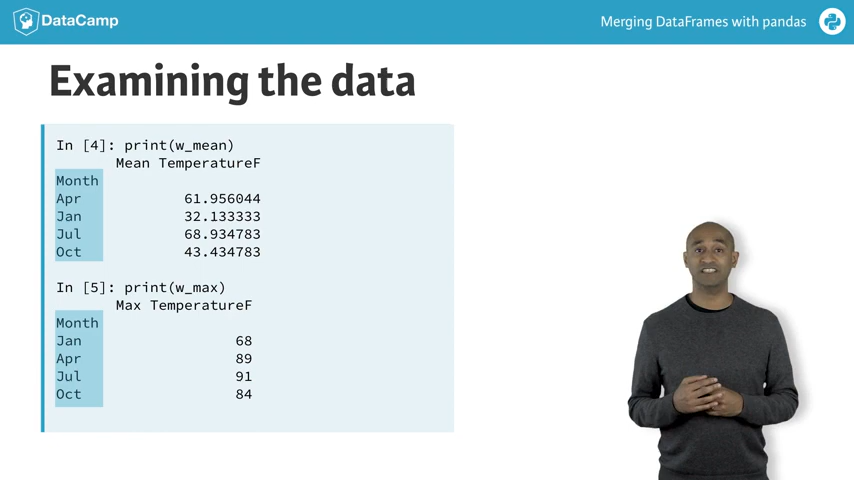 DataCamp
Merging DataFrames with pandas
Examining the data
In [4]: print(w_mean)
Mean TemperatureF
Month
Apr 61.956044
Jan 32.133333
Jul 68.934783
Oct 43.434783
In [5]: print(w_max)
Max TemperatureF
Month
Jan 68
Apr 89
Jul 91
Oct 84